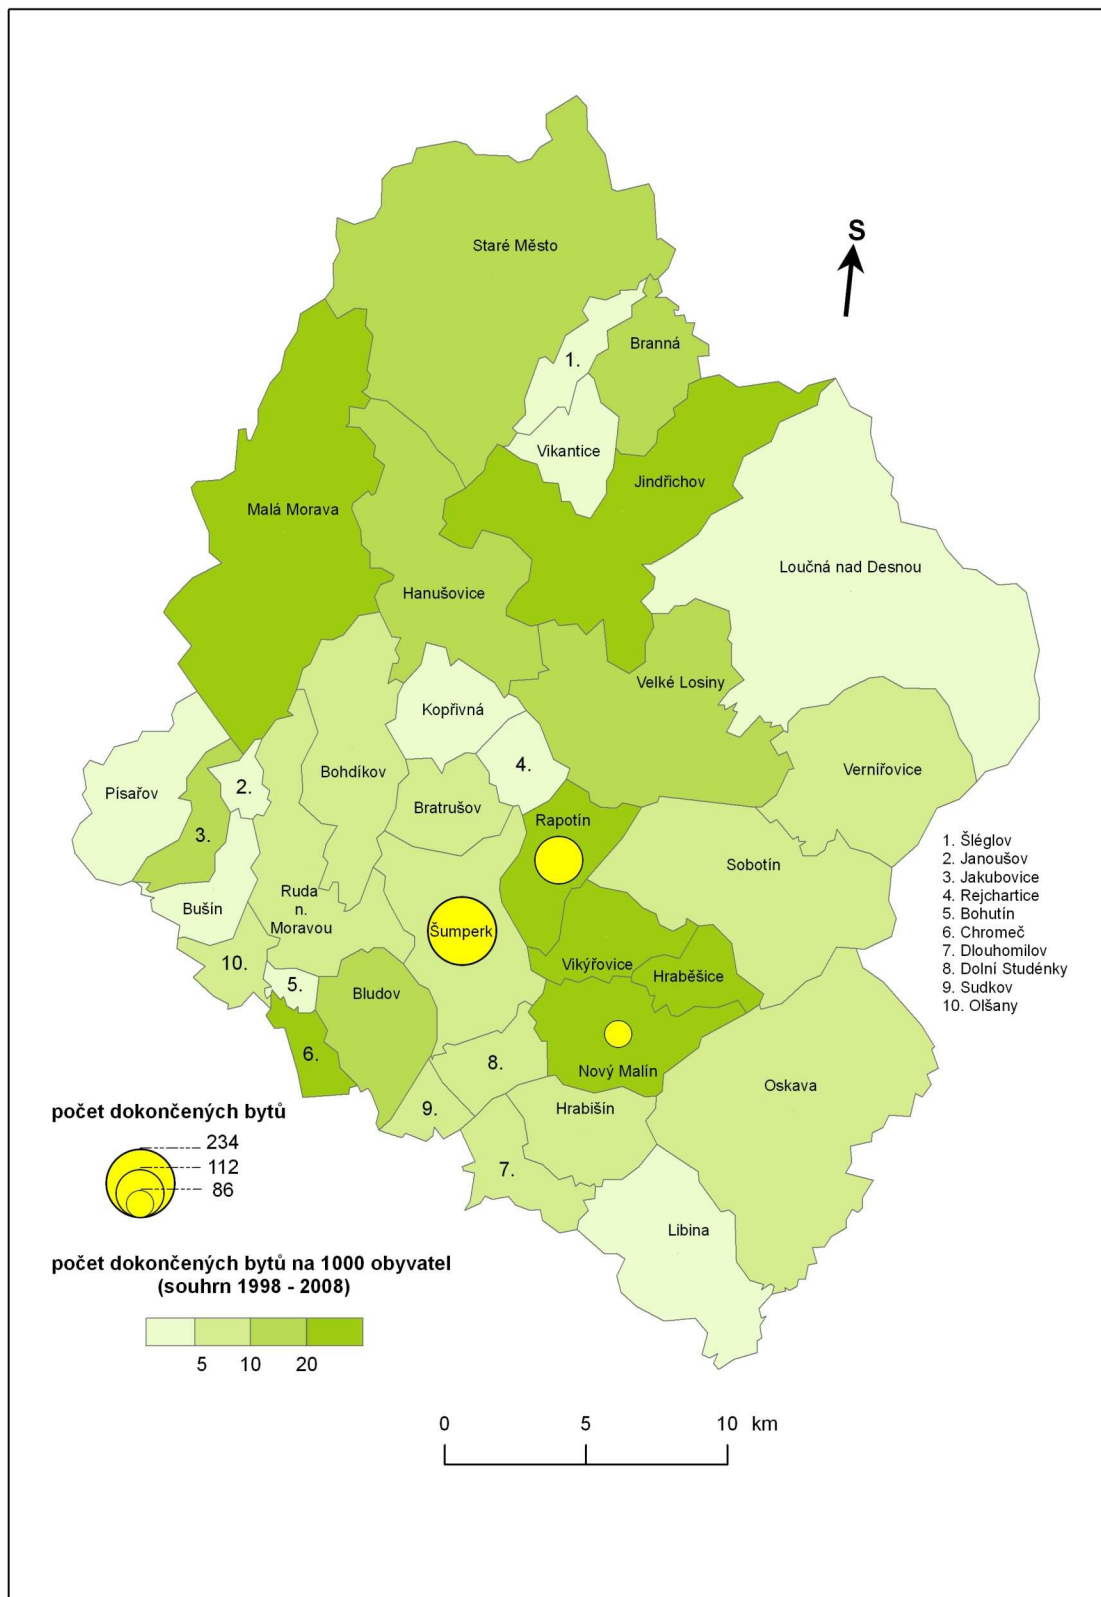 S
Staré Město
Branná
1.
Vikantice
Jindřichov
Malá Morava
Loučná nad Desnou
Hanušovice
Velké Losiny
Kopřivná
Bohdíkov
4.
Vernířovice
Písařov
2.
Bratrušov
Rapotín
3.
Sobotín
Ruda
n.
Moravou
Bušín
Šumperk
10.
5.
Bludov
Vikýřovice
Hraběšice
6.
8.
Nový Malín
Oskava
9.
Hrabišín
7.
Libina
1. Šléglov
2. Janoušov
3. Jakubovice
4. Rejchartice
5. Bohutín
6. Chromeč
7. Dlouhomilov
8. Dolní Studénky
9. Sudkov
10. Olšany
počet dokončených bytů
234
112
86
počet dokončených bytů na 1000 obyvatel
(souhrn 1998 - 2008)
5 10 20
0 5 10 km